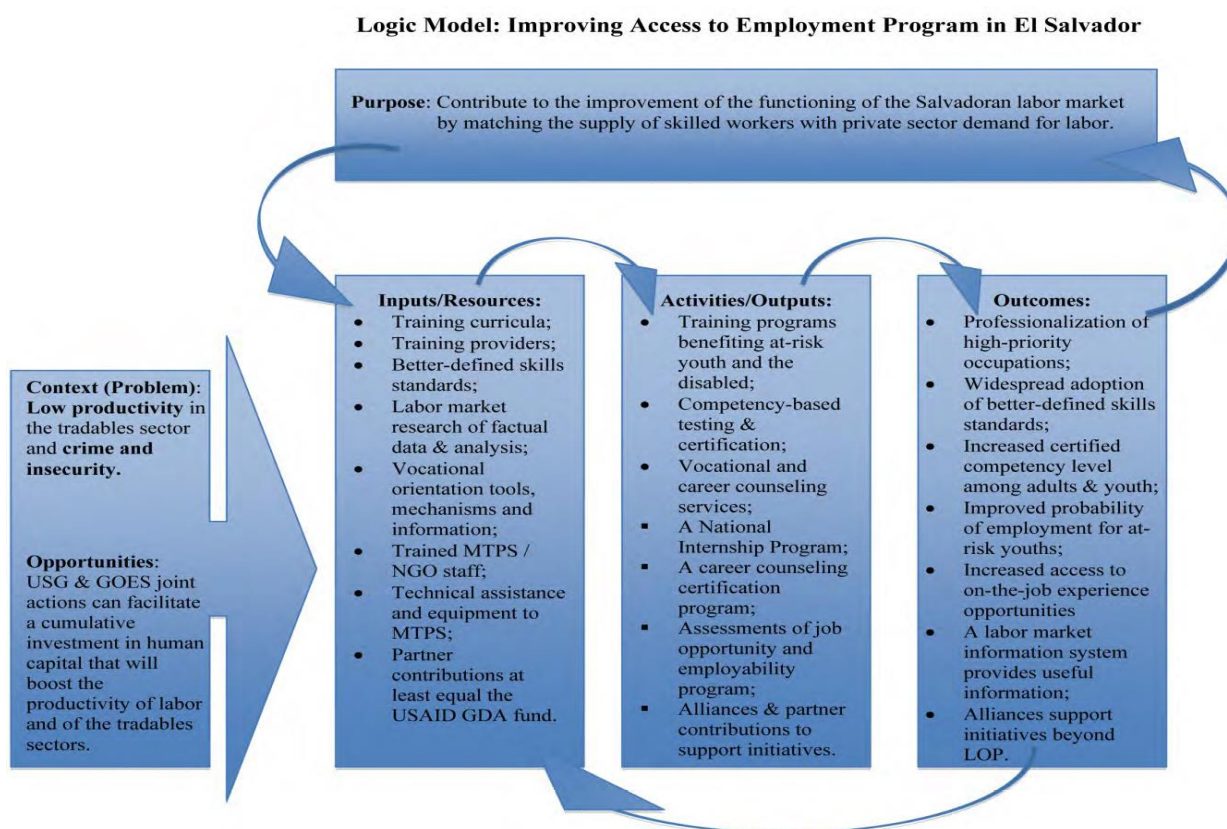 Logic Model: Improving Access to Employment Program in El Salvador
Purpose: Contribute to the improvement of the functioning of the Salvadoran labor market
by matching the supply of skilled workers with private sector demand for labor.
Context (Problem):
Low productivity in
the tradables sector
and crime and
insecurity.
Opportunities:
USG & GOES joint
actions can facilitate
a cumulative
investment in human
capital that will
boost the
productivity of labor
and of the tradables
sectors.
Inputs/Resources:
• Training curricula;
• Training providers;
• Better-defined skills
standards;
• Labor market
research of factual
data & analysis;
• Vocational
orientation tools,
mechanisms and
information;
• Trained MTPS /
NGO staff;
• Technical assistance
and equipment to
MTPS;
• Partner
contributions at
least equal the
USAID GDA fund.
Activities/Outputs:
• Training programs
benefiting at-risk
youth and the
disabled;
• Competency-based
testing &
certification;
• Vocational and
career counseling
services;
▪ A National
Internship Program;
▪ A career counseling
certification
program;
▪ Assessments of job
opportunity and
employability
program;
▪ Alliances & partner
contributions to
support initiatives.
Outcomes:
• Professionalization of
high-priority
occupations;
• Widespread adoption
of better-defined skills
standards;
• Increased certified
competency level
among adults & youth;
• Improved probability
of employment for at-
risk youths;
• Increased access to
on-the-job experience
opportunities
• A labor market
information system
provides useful
information;
• Alliances support
initiatives beyond
LOP.